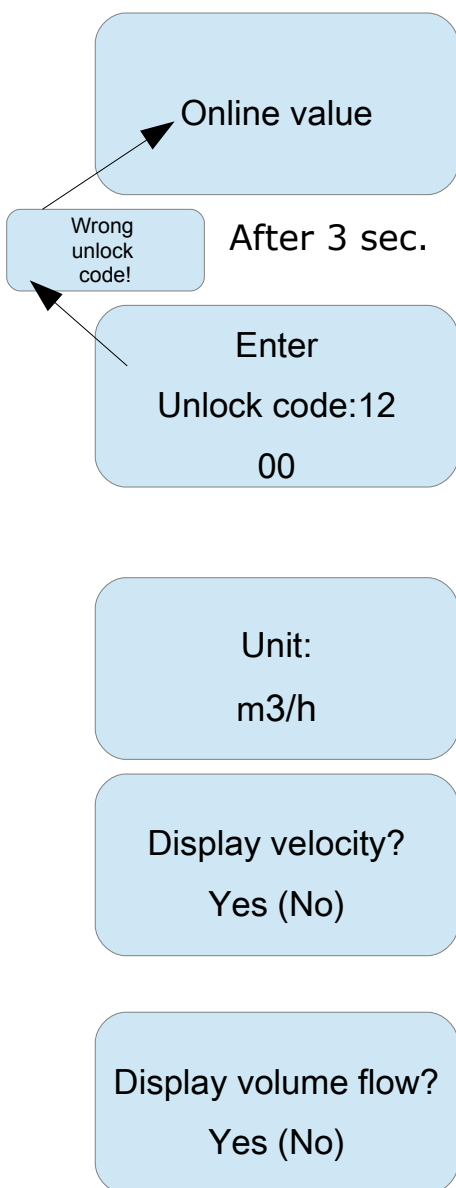 Online value
Wrong
unlock
code!
After 3 sec.
Enter
Unlock code:12
00
Unit:
m3/h
Display velocity?
Yes (No)
Display volume flow?
Yes (No)